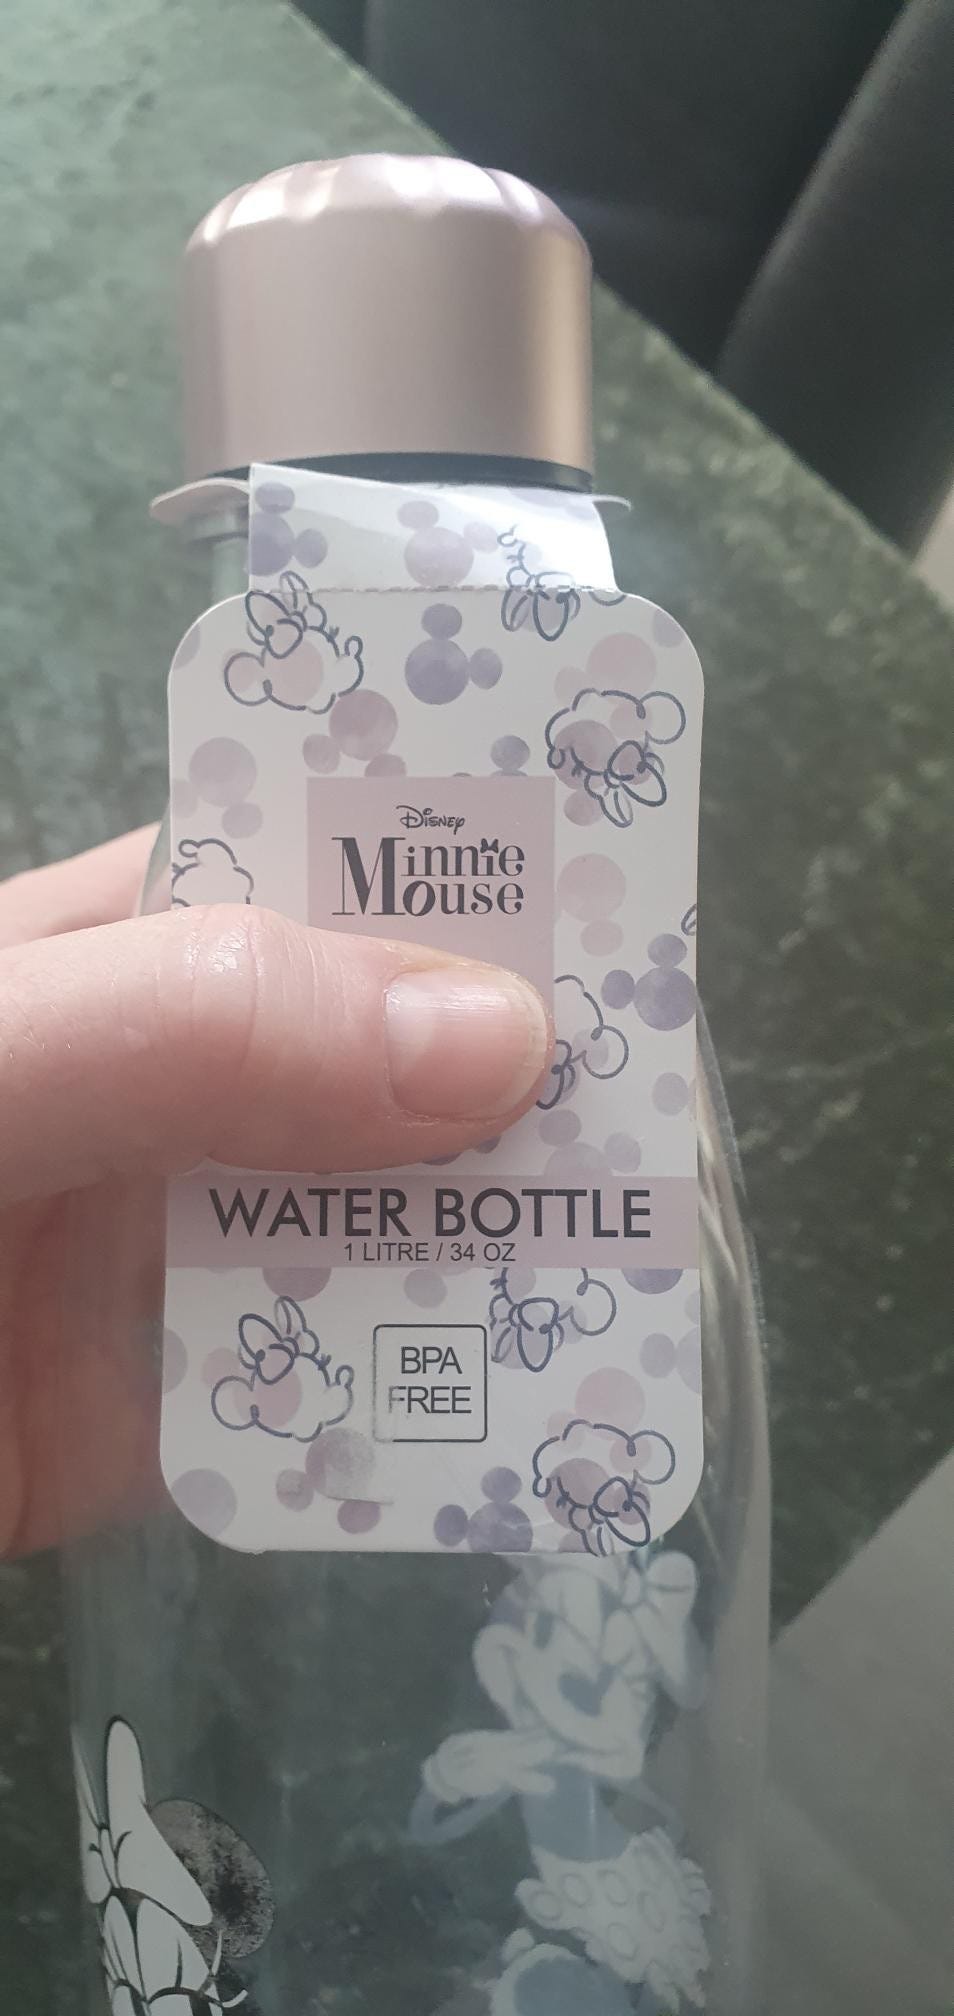 Disney
Minnie
Mouse
WATER BOTTLE
1 LITRE / 34 OZ
BPA
FREE